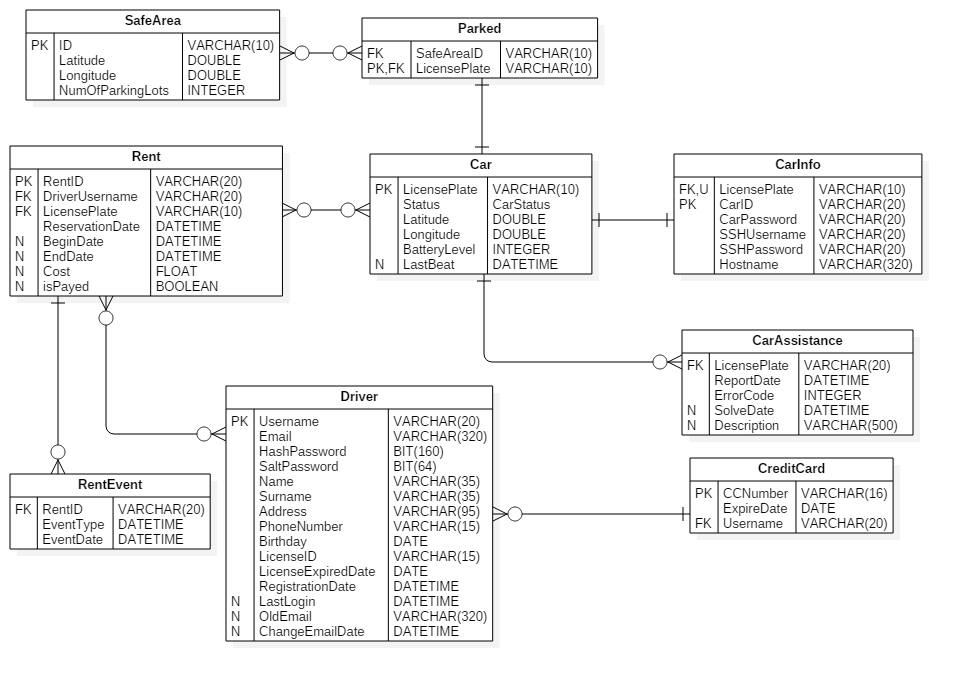 SafeArea
PK ID VARCHAR(10)
Latitude DOUBLE
Longitude DOUBLE
NumOfParkingLots INTEGER
Parked
FK SafeAreaID VARCHAR(10)
PK,FK LicensePlate VARCHAR(10)
Rent
PK RentID VARCHAR(20)
FK DriverUsername VARCHAR(20)
FK LicensePlate VARCHAR(10)
ReservationDate DATETIME
N BeginDate DATETIME
N EndDate DATETIME
N Cost FLOAT
N isPayed BOOLEAN
Car
PK LicensePlate VARCHAR(10)
Status CarStatus
Latitude DOUBLE
Longitude DOUBLE
BatteryLevel INTEGER
N LastBeat DATETIME
CarInfo
FK,U LicensePlate VARCHAR(10)
PK CarID VARCHAR(20)
CarPassword VARCHAR(20)
SSHUsername VARCHAR(20)
SSHPassword VARCHAR(20)
Hostname VARCHAR(320)
CarAssistance
FK LicensePlate VARCHAR(20)
ReportDate DATETIME
ErrorCode INTEGER
N SolveDate DATETIME
N Description VARCHAR(500)
Driver
PK Username VARCHAR(20)
Email VARCHAR(320)
HashPassword BIT(160)
SaltPassword BIT(64)
Name VARCHAR(35)
Surname VARCHAR(35)
Address VARCHAR(95)
PhoneNumber VARCHAR(15)
Birthday DATE
LicenseID VARCHAR(15)
LicenseExpiredDate DATE
RegistrationDate DATETIME
N LastLogin DATETIME
N OldEmail VARCHAR(320)
N ChangeEmailDate DATETIME
CreditCard
PK CCNumber VARCHAR(16)
ExpireDate DATE
FK Username VARCHAR(20)
RentEvent
FK RentID VARCHAR(20)
EventType DATETIME
EventDate DATETIME